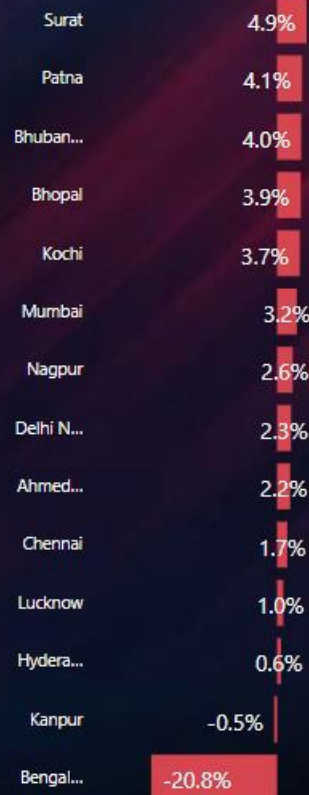 Surat 4.9%
Patna 4.1%
Bhuban... 4.0%
Bhopal 3.9%
Kochi 3.7%
Mumbai 3.2%
Nagpur 2.6%
Delhi N... 2.3%
Ahmed... 2.2%
Chennai 1.7%
Lucknow 1.0%
Hydera... 0.6%
Kanpur -0.5%
Bengal... -20.8%